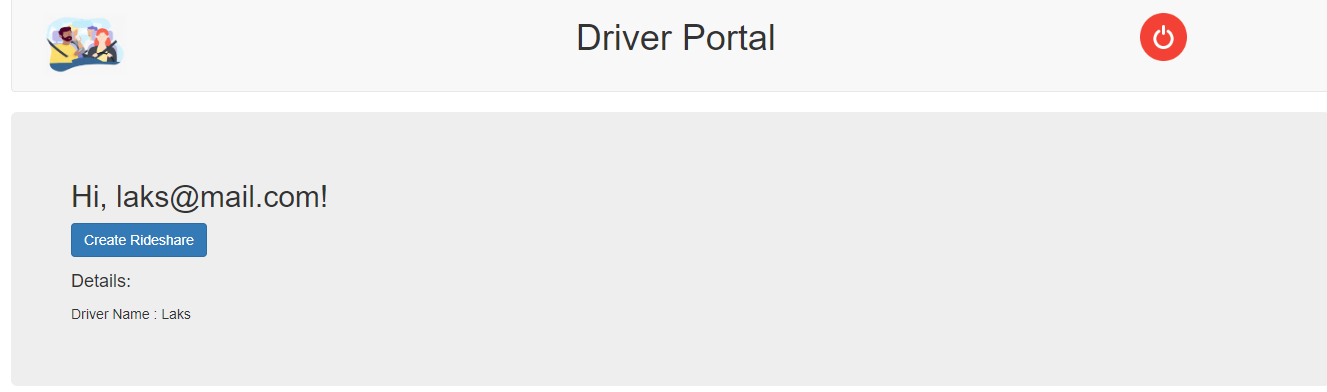 Driver Portal
Hi, laks@mail.com!
Create Rideshare
Details:
Driver Name : Laks